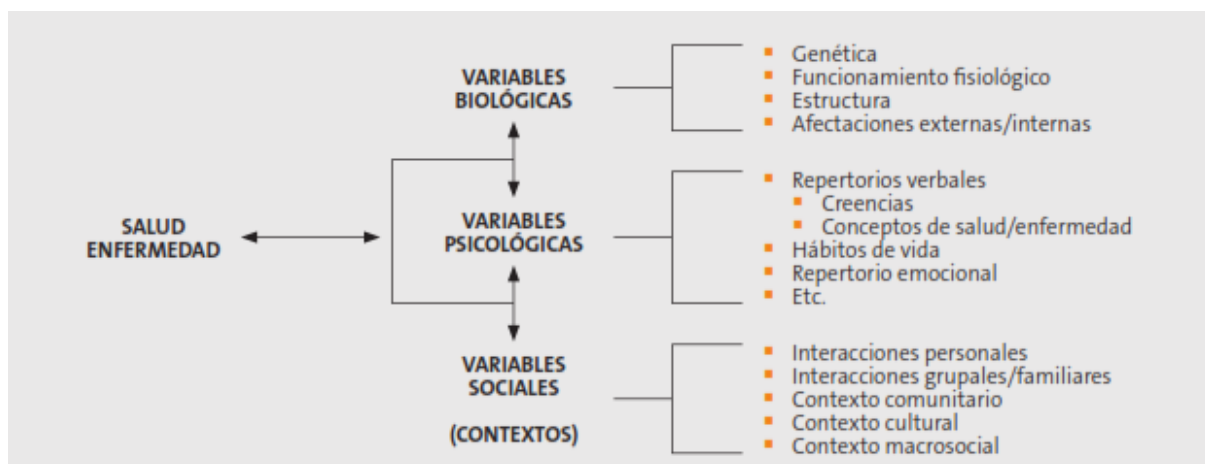 VARIABLES
BIOLÓGICAS
Genética
Funcionamiento fisiológico
Estructura
Afectaciones externas/internas
SALUD
ENFERMEDAD
VARIABLES
PSICOLÓGICAS
Repertorios verbales
Creencias
Conceptos de salud/enfermedad
Hábitos de vida
Repertorio emocional
Etc.
VARIABLES
SOCIALES
(CONTEXTOS)
Interacciones personales
Interacciones grupales/familiares
Contexto comunitario
Contexto cultural
Contexto macrosocial